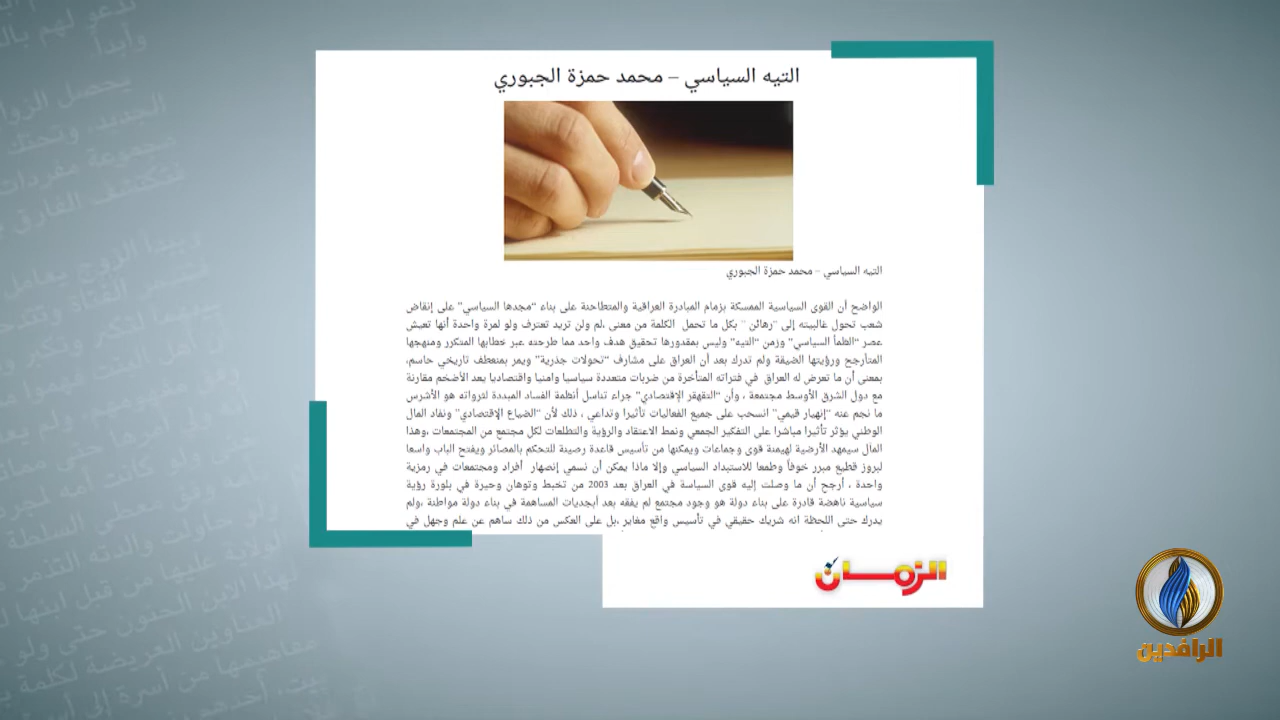 التيه السياسي – محمد حمزة الجبوري
التيه السياسي – محمد حمزة الجبوري
الواضح أن القوى السياسية الممسكة بزمام المبادرة العراقية والمتطاحنة على بناء “مجدها السياسي” على إنقاض
شعب تحول غالبيته إلى “رهائن ” بكل ما تحمل الكلمة من معنى ،لم ولن تريد تعترف ولو لمرة واحدة أنها تعيش
عصر “الظمأ السياسي” وزمن “التيه” وليس بمقدورها تحقيق هدف واحد مما طرحته عبر خطابها المتكرر ومنهجها
المتأرجح ورؤيتها الضيقة ولم تدرك بعد أن العراق على مشارف “تحولات جذرية” ويمر بمنعطف تاريخي حاسم،
بمعنى أن ما تعرض له العراق في فتراته المتأخرة من ضربات متعددة سياسيا وامنيا واقتصاديا يعد الأضخم مقارنة
مع دول الشرق الأوسط مجتمعة ، وأن “التقهقر الإقتصادي” جراء تناسل أنظمة الفساد المبددة لثرواته هو الأشرس
ما نجم عنه “إنهيار قيمي” انسحب على جميع الفعاليات تأثيرا وتداعي ، ذلك لأن “الضياع الإقتصادي” ونفاد المال
الوطني يؤثر تأثيرا مباشرا على التفكير الجمعي ونمط الاعتقاد والرؤية والتطلعات لكل مجتمع من المجتمعات ،وهذا
المآل سيمهد الأرضية لهيمنة قوى وجماعات ويمكنها من تأسيس قاعدة رصينة للتحكم بالمصائر ويفتح الباب واسعا
لبروز قطيع مبرر خوفاً وطمعا للاستبداد السياسي وإلا ماذا يمكن أن نسمي إنصهار أفراد ومجتمعات في رمزية
واحدة ، أرجح أن ما وصلت إليه قوى السياسة في العراق بعد 2003 من تخبط وتوهان وحيرة في بلورة رؤية
سياسية ناهضة قادرة على بناء دولة هو وجود مجتمع لم يفقه بعد أبجديات المساهمة في بناء دولة مواطنة ،ولم
يدرك حتى اللحظة انه شريك حقيقي في تأسيس واقع مغاير ،بل على العكس من ذلك ساهم عن علم وجهل في
الزمان
الرافدين